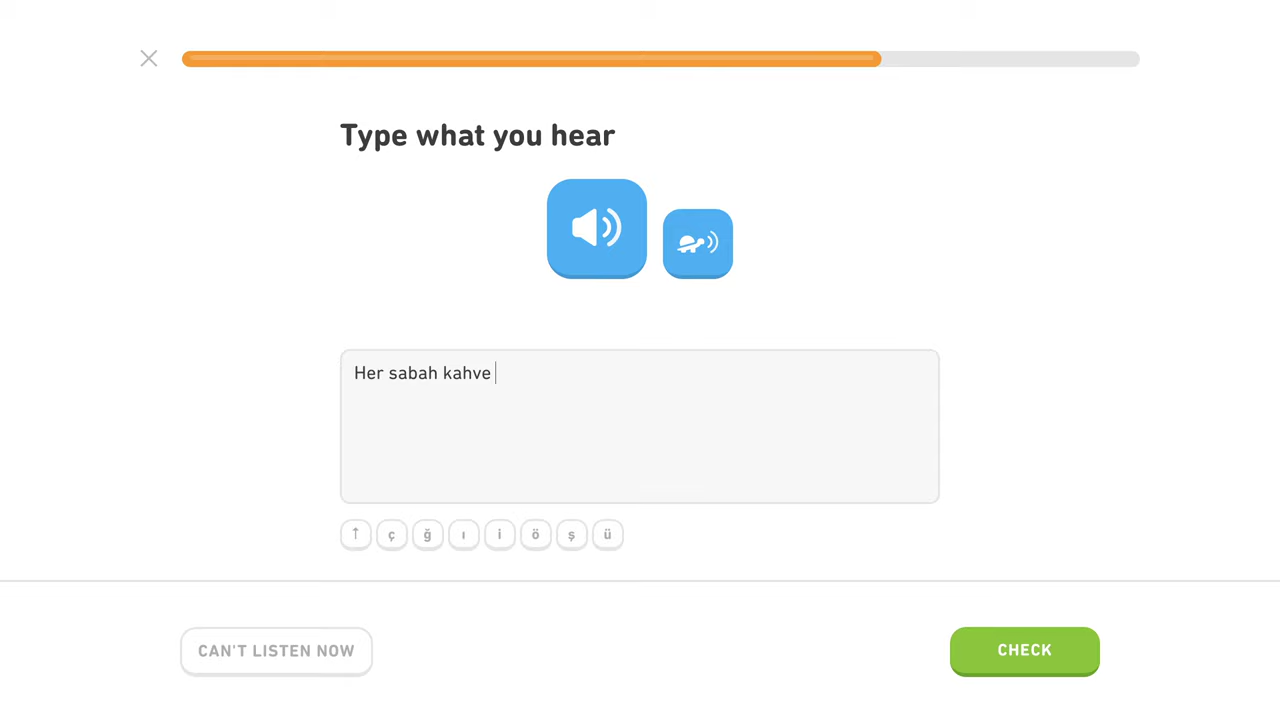 Type what you hear
Her sabah kahve
↑ ç ğ ı i ö ş ü
CAN'T LISTEN NOW
CHECK